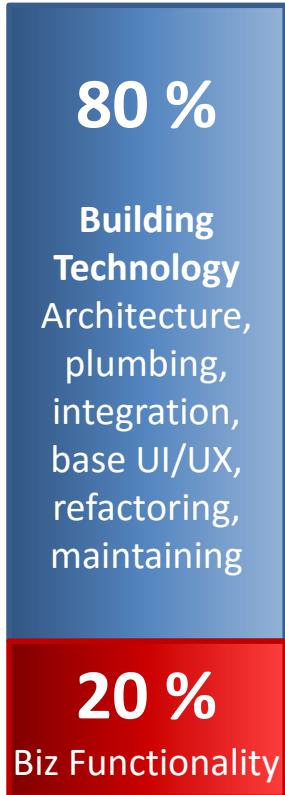 80 %
Building
Technology
Architecture,
plumbing,
integration,
base UI/UX,
refactoring,
maintaining
20 %
Biz Functionality